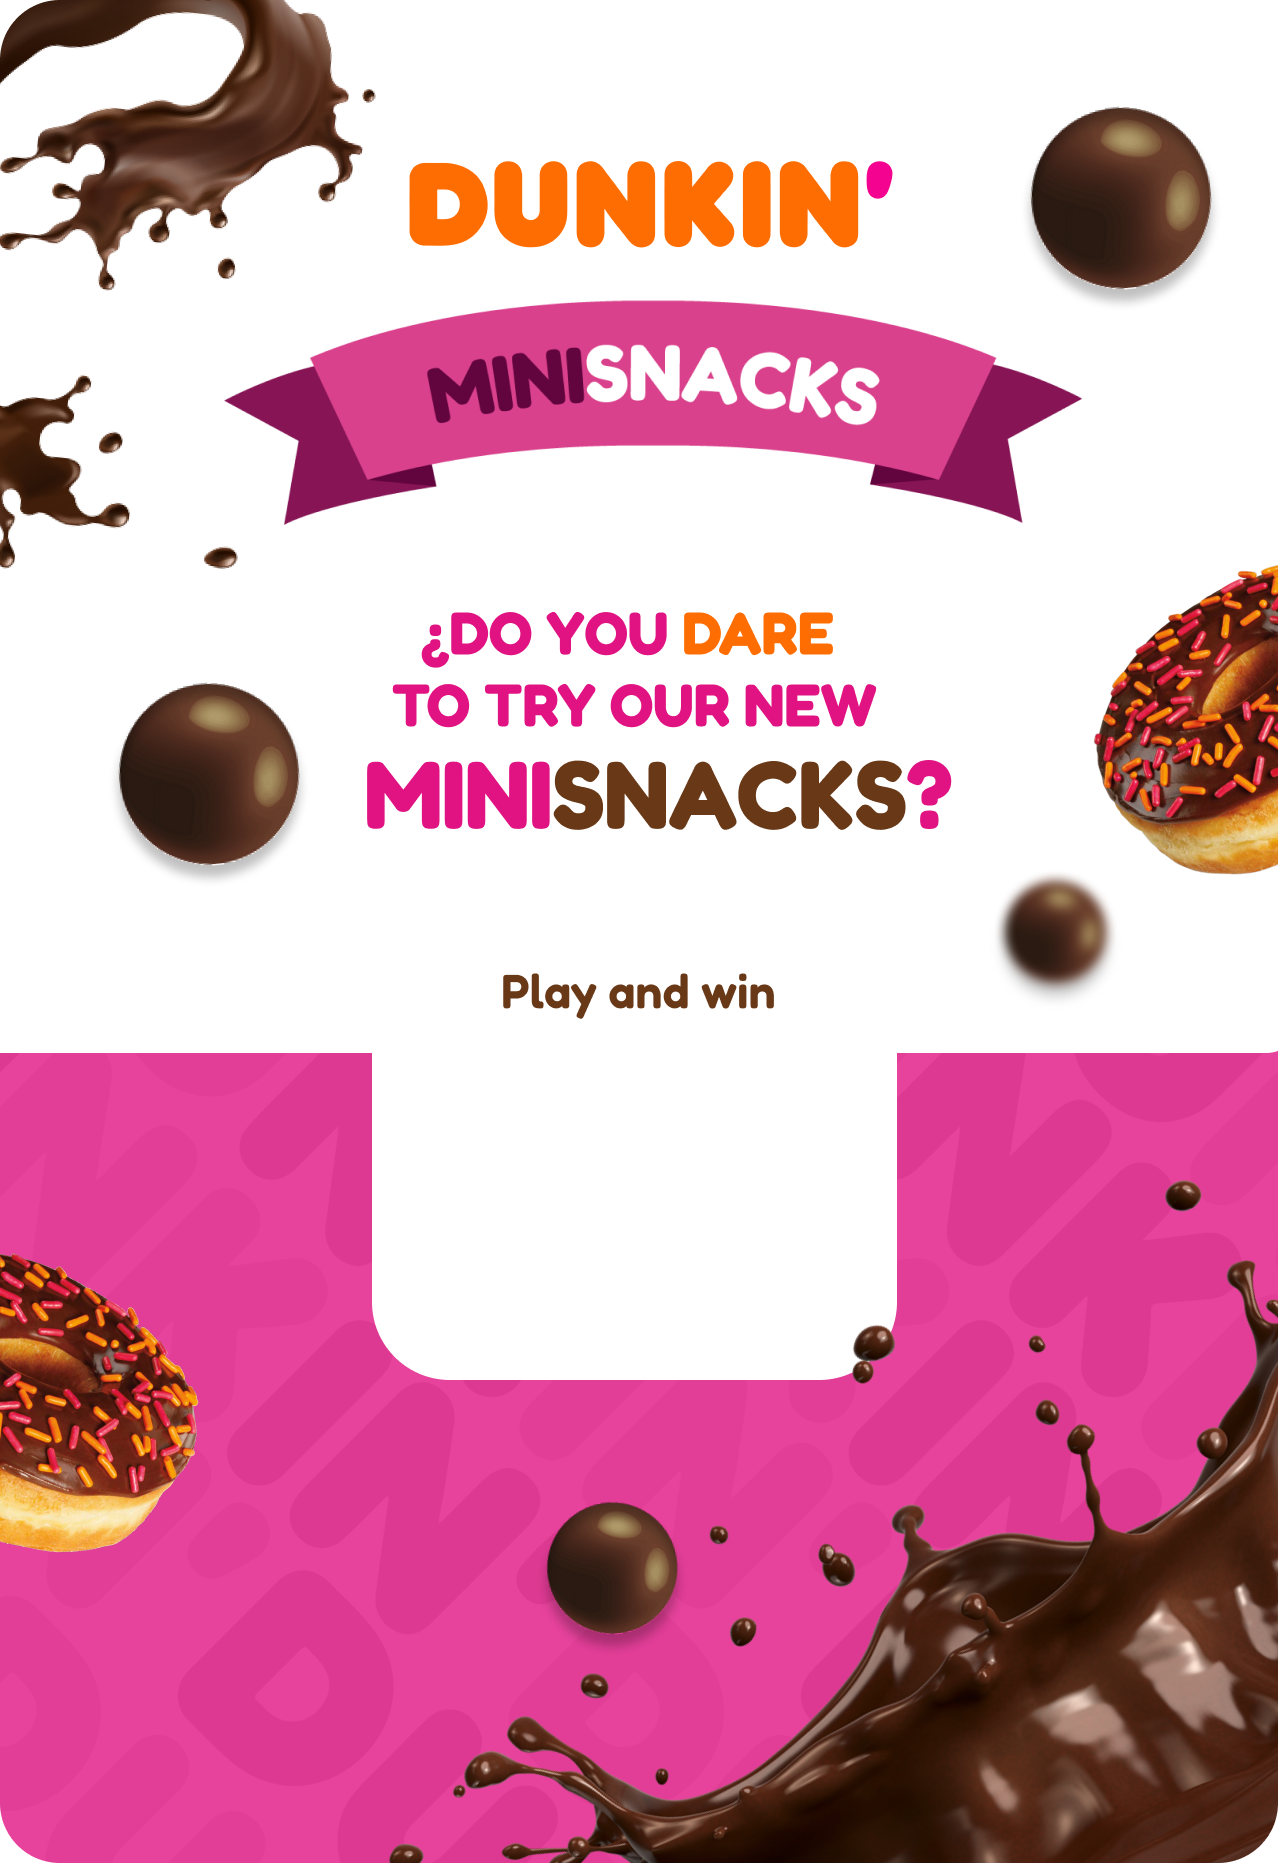 DUNKIN'
MINISNACKS
¿DO YOU DARE
TO TRY OUR NEW
MINISNACKS?
Play and win